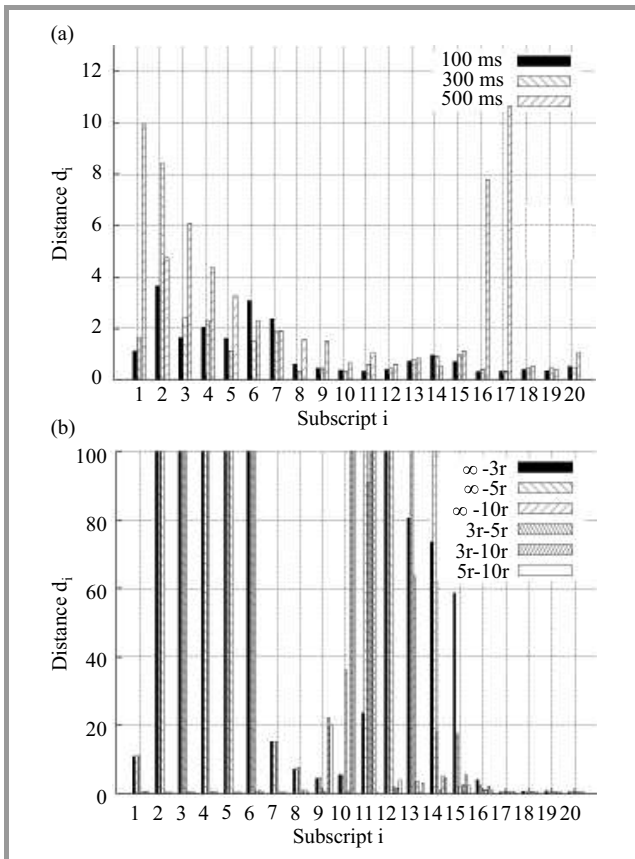 (a)
12
10
8
6
4
2
0
Distance d_i
100 ms
300 ms
500 ms
1 2 3 4 5 6 7 8 9 10 11 12 13 14 15 16 17 18 19 20
Subscript i
(b)
100
80
60
40
20
0
Distance d_i
∞ -3r
∞ -5r
∞ -10r
3r-5r
3r-10r
5r-10r
1 2 3 4 5 6 7 8 9 10 11 12 13 14 15 16 17 18 19 20
Subscript i